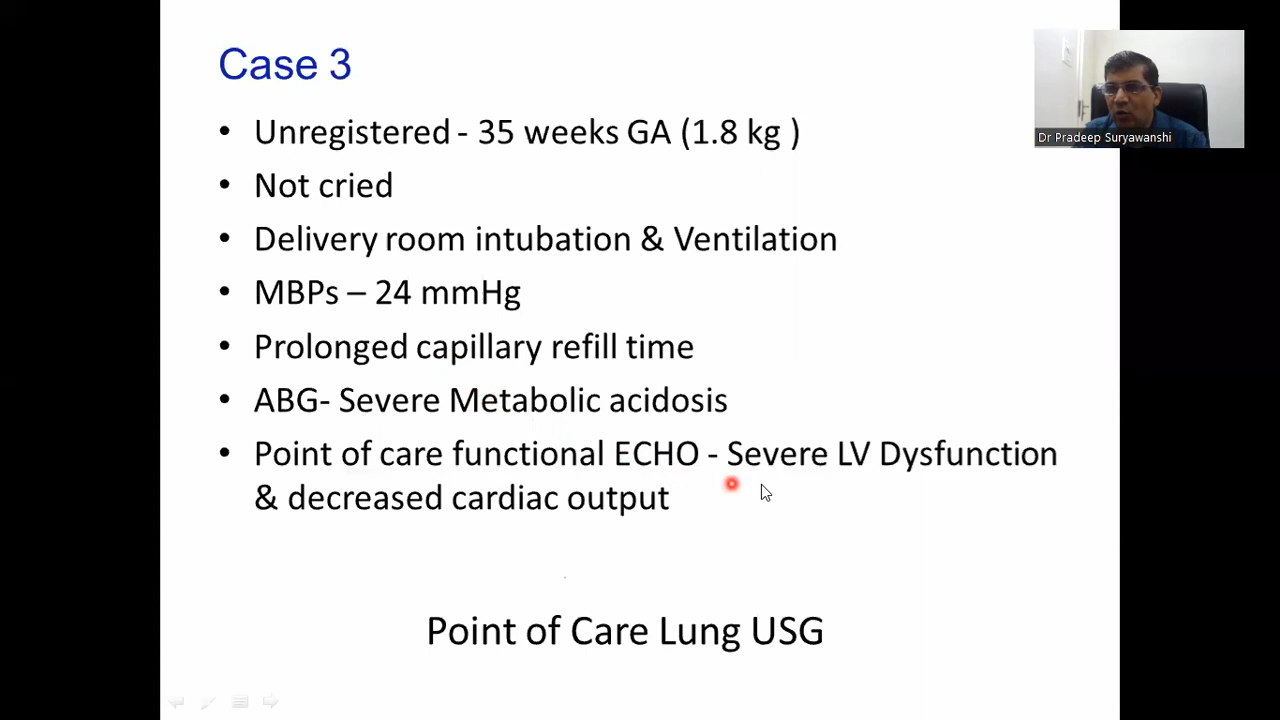 Case 3
• Unregistered - 35 weeks GA (1.8 kg )
• Not cried
• Delivery room intubation & Ventilation
• MBPs – 24 mmHg
• Prolonged capillary refill time
• ABG- Severe Metabolic acidosis
• Point of care functional ECHO - Severe LV Dysfunction
& decreased cardiac output
Point of Care Lung USG
Dr Pradeep Suryawanshi